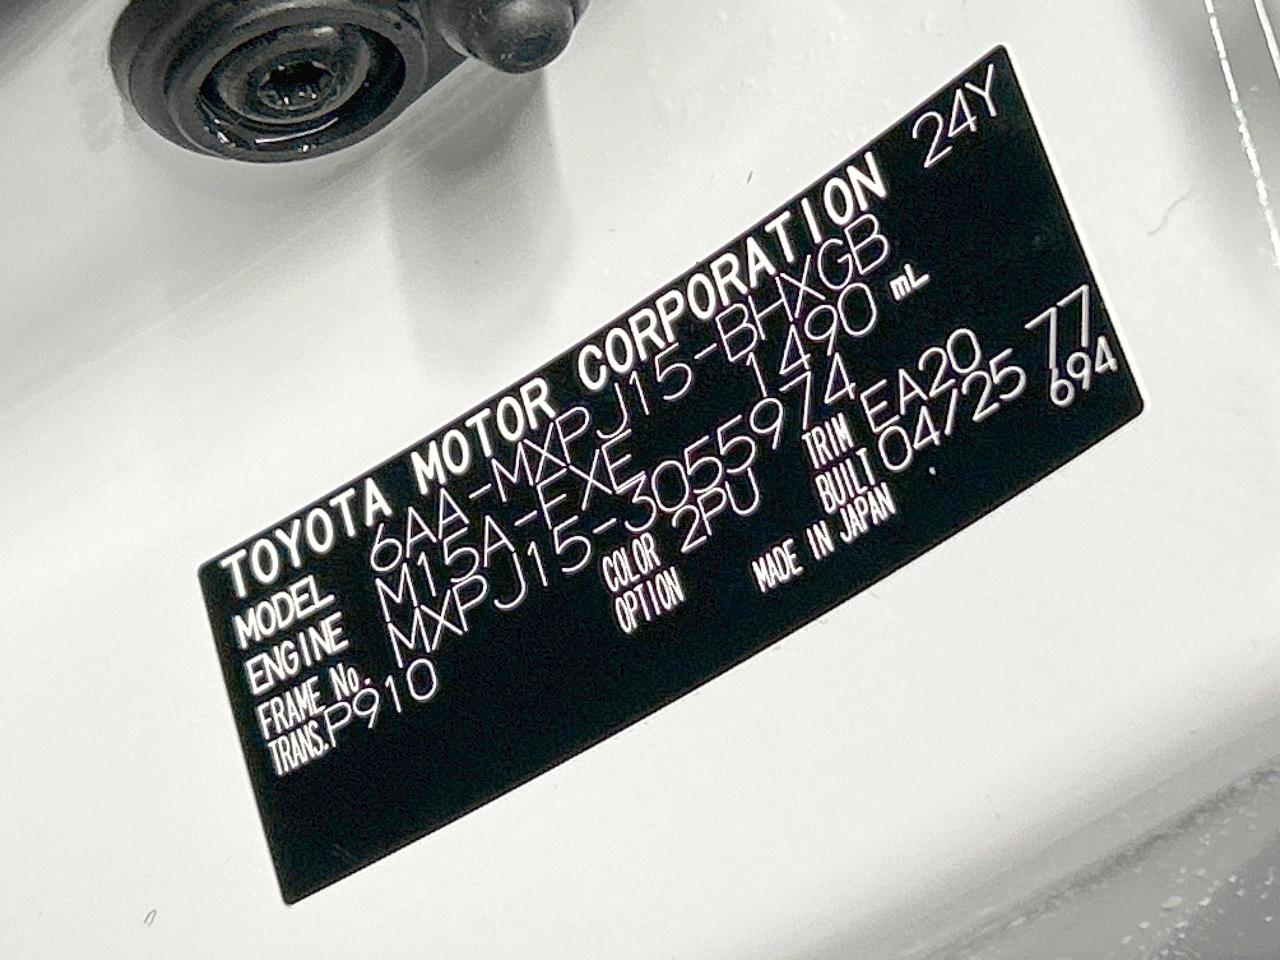 TOYOTA MOTOR CORPORATION 24Y
MODEL 6AA-MXPJ15-BHXGB
ENGINE M15A-FXE 1490 mL
FRAME No. MXPJ15-3055974
TRANS. P910 COLOR 2PU TRIM EA20 77
OPTION BUILT 04/25 694
MADE IN JAPAN